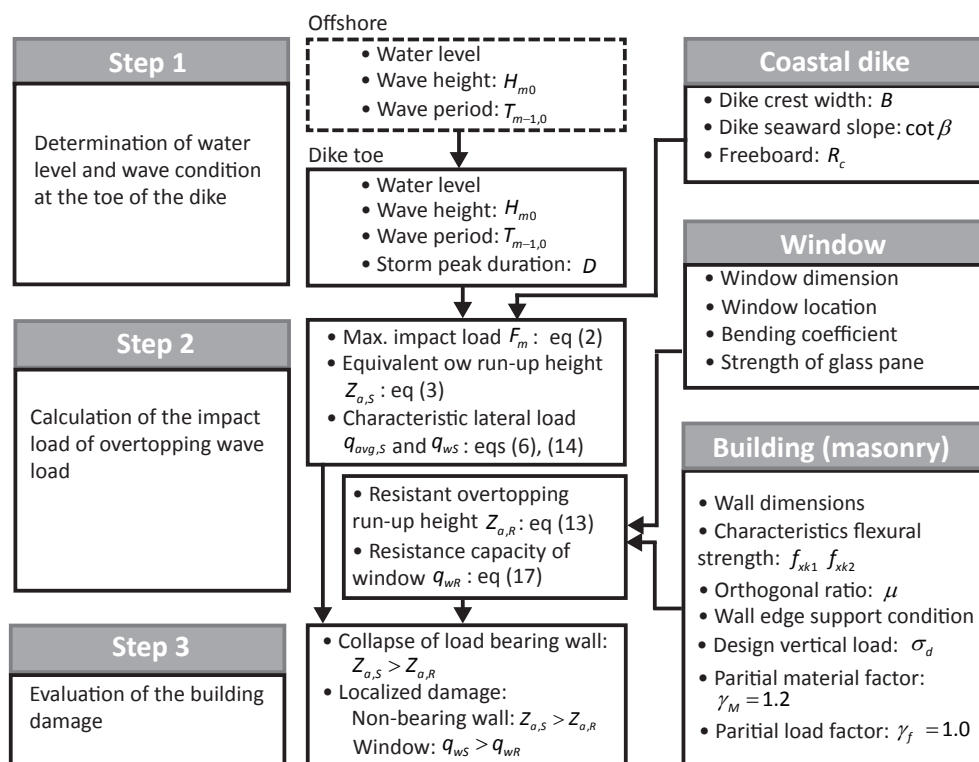 Step 1
Determination of water
level and wave condition
at the toe of the dike
Offshore
• Water level
• Wave height: Hm0
• Wave period: Tm−1,0
Dike toe
• Water level
• Wave height: Hm0
• Wave period: Tm−1,0
• Storm peak duration: D
Coastal dike
• Dike crest width: B
• Dike seaward slope: cot β
• Freeboard: Rc
Window
• Window dimension
• Window location
• Bending coefficient
• Strength of glass pane
Step 2
Calculation of the impact
load of overtopping wave
load
• Max. impact load Fm : eq (2)
• Equivalent ow run-up height
Za,S : eq (3)
• Characteristic lateral load
qavg,S and qwS : eqs (6), (14)
• Resistant overtopping
run-up height Za,R : eq (13)
• Resistance capacity of
window qwR : eq (17)
Building (masonry)
• Wall dimensions
• Characteristics flexural
strength: fxk1 fxk2
• Orthogonal ratio: μ
• Wall edge support condition
• Design vertical load: σd
• Paritial material factor:
γM = 1.2
• Paritial load factor: γf = 1.0
Step 3
Evaluation of the building
damage
• Collapse of load bearing wall:
Za,S > Za,R
• Localized damage:
Non-bearing wall: Za,S > Za,R
Window: qwS > qwR